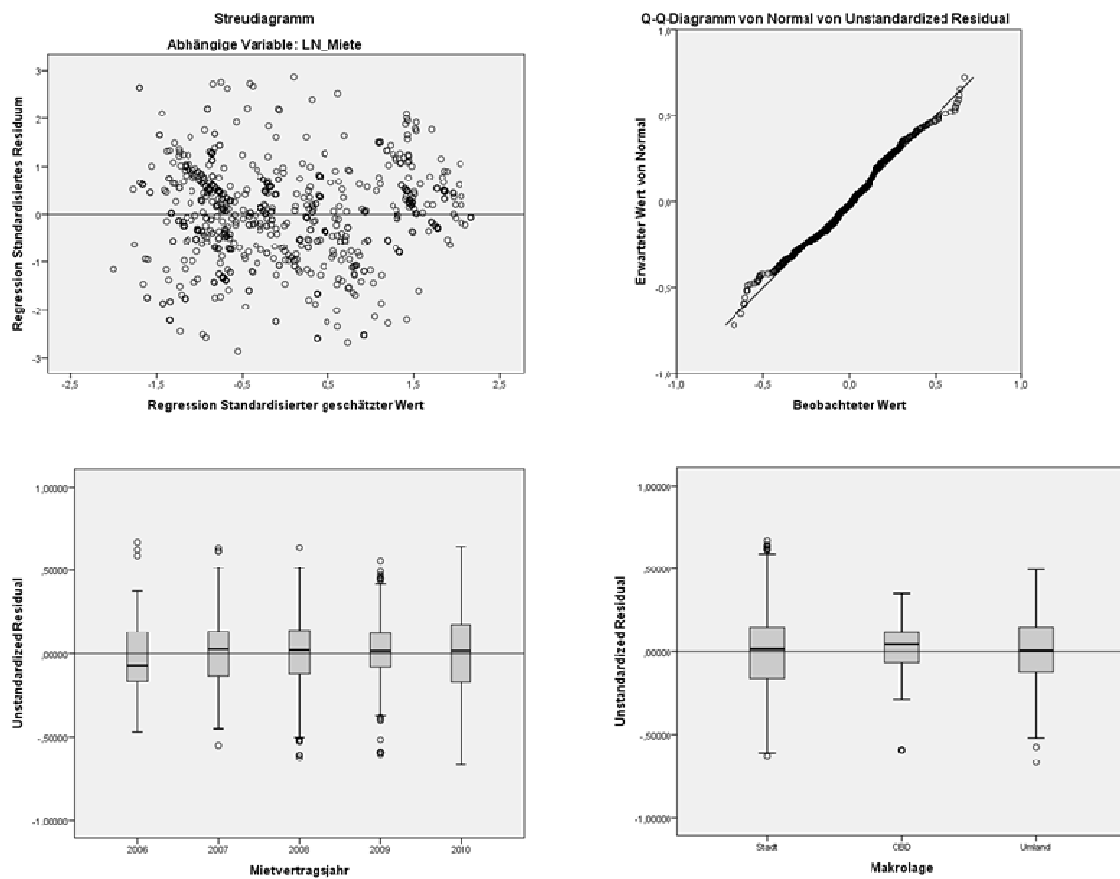 Streudiagramm
Abhängige Variable: LN_Miete
Regression Standardisiertes Residuum
3
2
1
0
-1
-2
-3
-2,5
-1,5
-0,5
0,5
1,5
2,5
Regression Standardisierter geschätzter Wert
Q-Q-Diagramm von Normal von Unstandardized Residual
Erwarteter Wert von Normal
1,0
0,5
0,0
-0,5
-1,0
-1,0
-0,5
0,0
0,5
1,0
Beobachteter Wert
Unstandardized Residual
1,00000
,50000
,00000
-,50000
-1,00000
2006
2007
2008
2009
2010
Mietvertragsjahr
Unstandardized Residual
1,00000
,50000
,00000
-,50000
-1,00000
Stadt
CBD
Umland
Makrolage